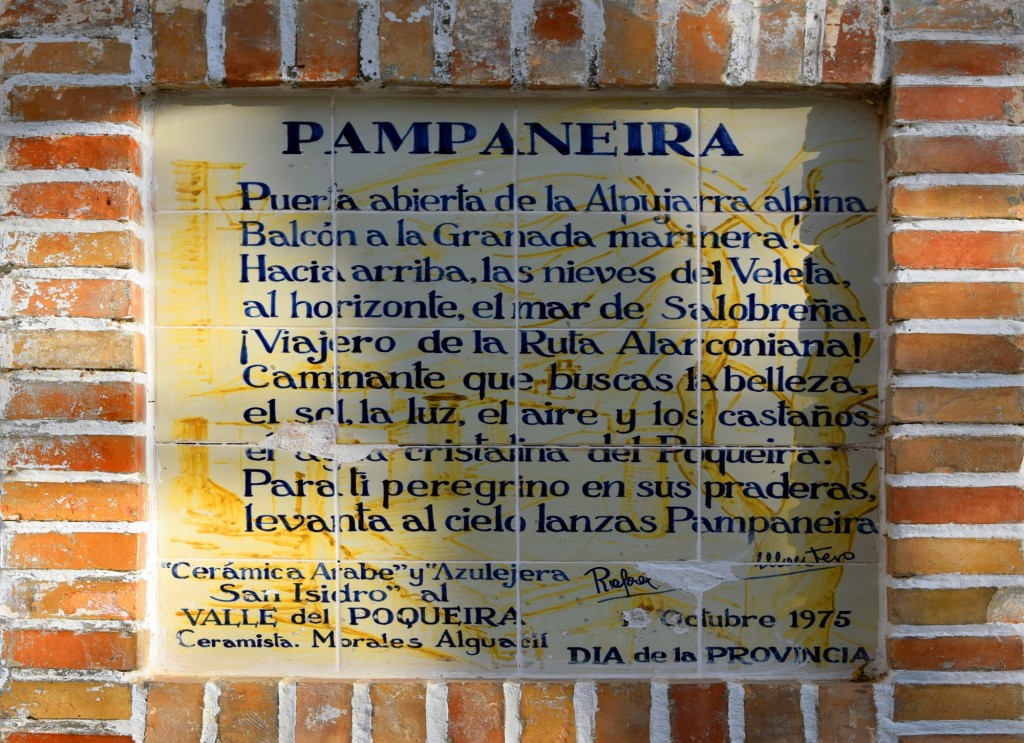 PAMPANEIRA
Puerta abierta de la Alpujarra alpina
Balcón a la Granada marinera.
Hacia arriba, las nieves del Veleta,
al horizonte, el mar de Salobreña.
¡Viajero de la Ruta Alarconiana!
Caminante que buscas la belleza,
el sol, la luz, el aire y los castaños,
el agua cristalina del Poqueira.
Para ti peregrino en sus praderas,
levanta al cielo lanzas Pampaneira
"Cerámica Arabe" y "Azulejera
San Isidro" al
VALLE del POQUEIRA
Ceramista. Morales Alguacil
Rafael
Octubre 1975
DIA de la PROVINCIA